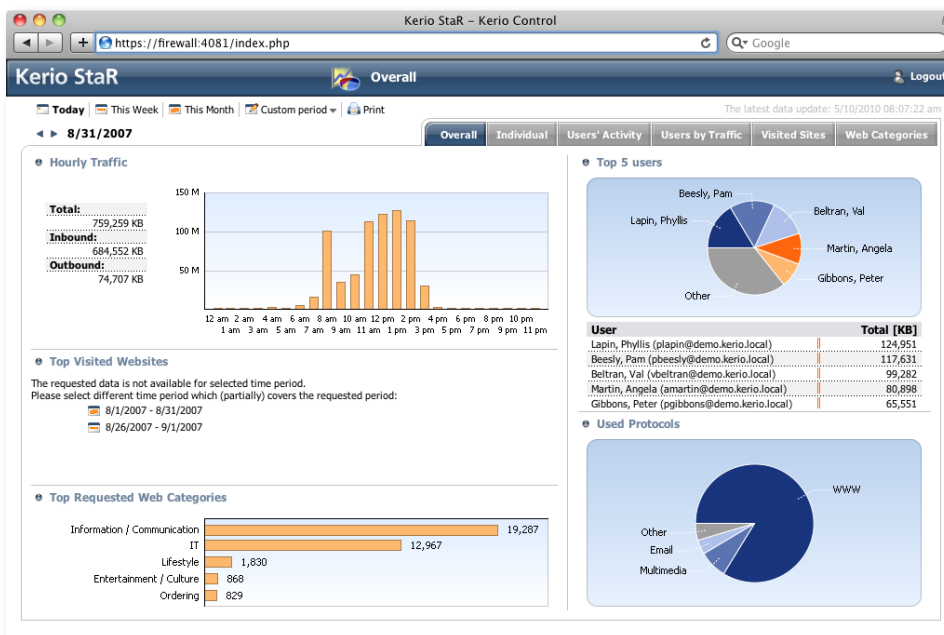 Kerio StaR – Kerio Control
https://firewall:4081/index.php
Google
Kerio StaR
Overall
Logout
Today This Week This Month Custom period Print
The latest data update: 5/10/2010 08:07:22 am
8/31/2007
Overall Individual Users' Activity Users by Traffic Visited Sites Web Categories
Hourly Traffic
Total:
759,259 KB
Inbound:
684,552 KB
Outbound:
74,707 KB
150 M
100 M
50 M
12 am 2 am 4 am 6 am 8 am 10 am 12 pm 2 pm 4 pm 6 pm 8 pm 10 pm
1 am 3 am 5 am 7 am 9 am 11 am 1 pm 3 pm 5 pm 7 pm 9 pm 11 pm
Top Visited Websites
The requested data is not available for selected time period.
Please select different time period which (partially) covers the requested period:
8/1/2007 - 8/31/2007
8/26/2007 - 9/1/2007
Top Requested Web Categories
Information / Communication 19,287
IT 12,967
Lifestyle 1,830
Entertainment / Culture 868
Ordering 829
Top 5 users
Beesly, Pam
Beltran, Val
Lapin, Phyllis
Martin, Angela
Gibbons, Peter
Other
User Total [KB]
Lapin, Phyllis (plapin@demo.kerio.local) 124,951
Beesly, Pam (pbeesly@demo.kerio.local) 117,631
Beltran, Val (vbeltran@demo.kerio.local) 99,282
Martin, Angela (amartin@demo.kerio.local) 80,898
Gibbons, Peter (pgibbons@demo.kerio.local) 65,551
Used Protocols
WWW
Other
Email
Multimedia